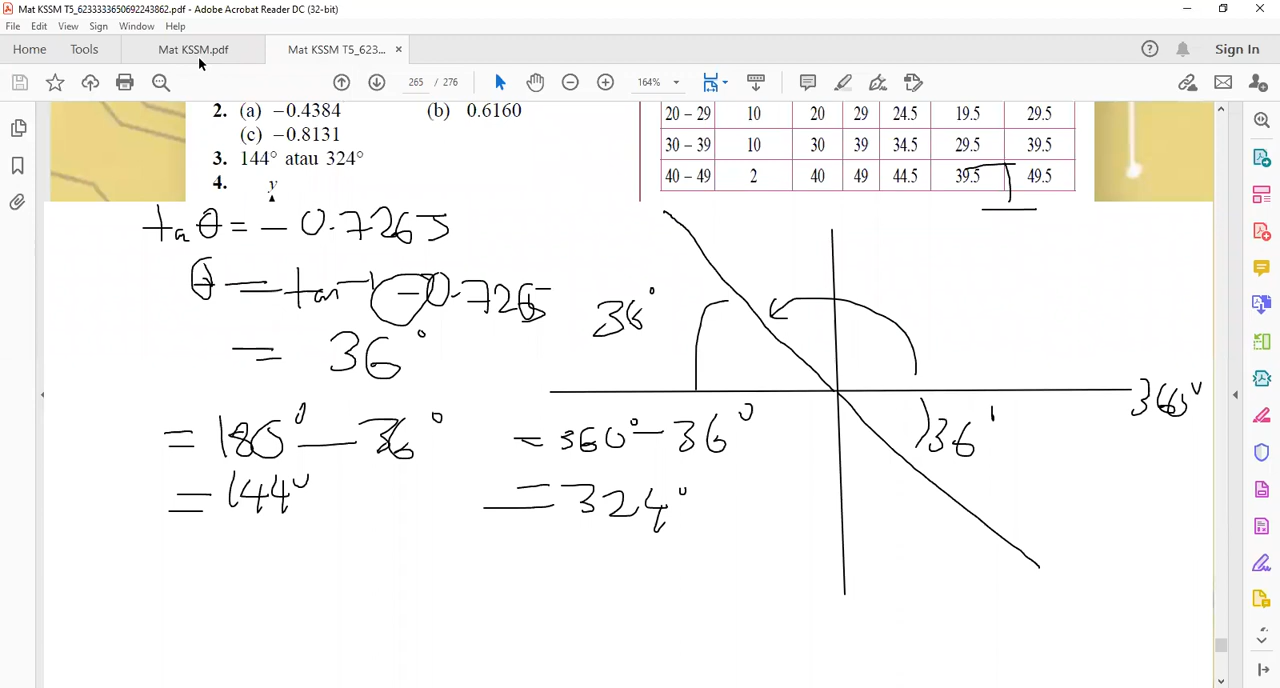 Mat KSSM T5_6233333650692243862.pdf - Adobe Acrobat Reader DC (32-bit)
File Edit View Sign Window Help
Home Tools Mat KSSM.pdf Mat KSSM T5_623... × Sign In
265 / 276 164%
2. (a) −0.4384 (b) 0.6160
(c) −0.8131
3. 144° atau 324°
4. y
20 – 29 10 20 29 24.5 19.5 29.5
30 – 39 10 30 39 34.5 29.5 39.5
40 – 49 2 40 49 44.5 39.5 49.5
tan θ = − 0.7265
θ = tan−1 −0.7265
= 36°
= 180° − 36°
= 144°
36°
= 360° − 36°
= 324°
36°
360°